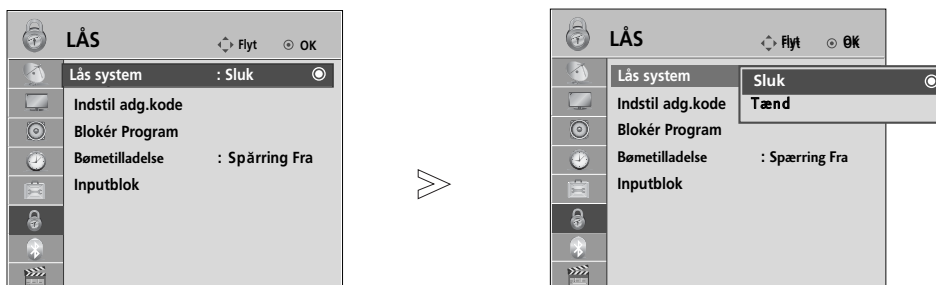 LÅS Flyt OK
Lås system : Sluk
Indstil adg.kode
Blokér Program
Bømetilladelse : Spårring Fra
Inputblok
LÅS Flyt OK
Lås system Sluk
Indstil adg.kode Tænd
Blokér Program
Bømetilladelse : Spærring Fra
Inputblok